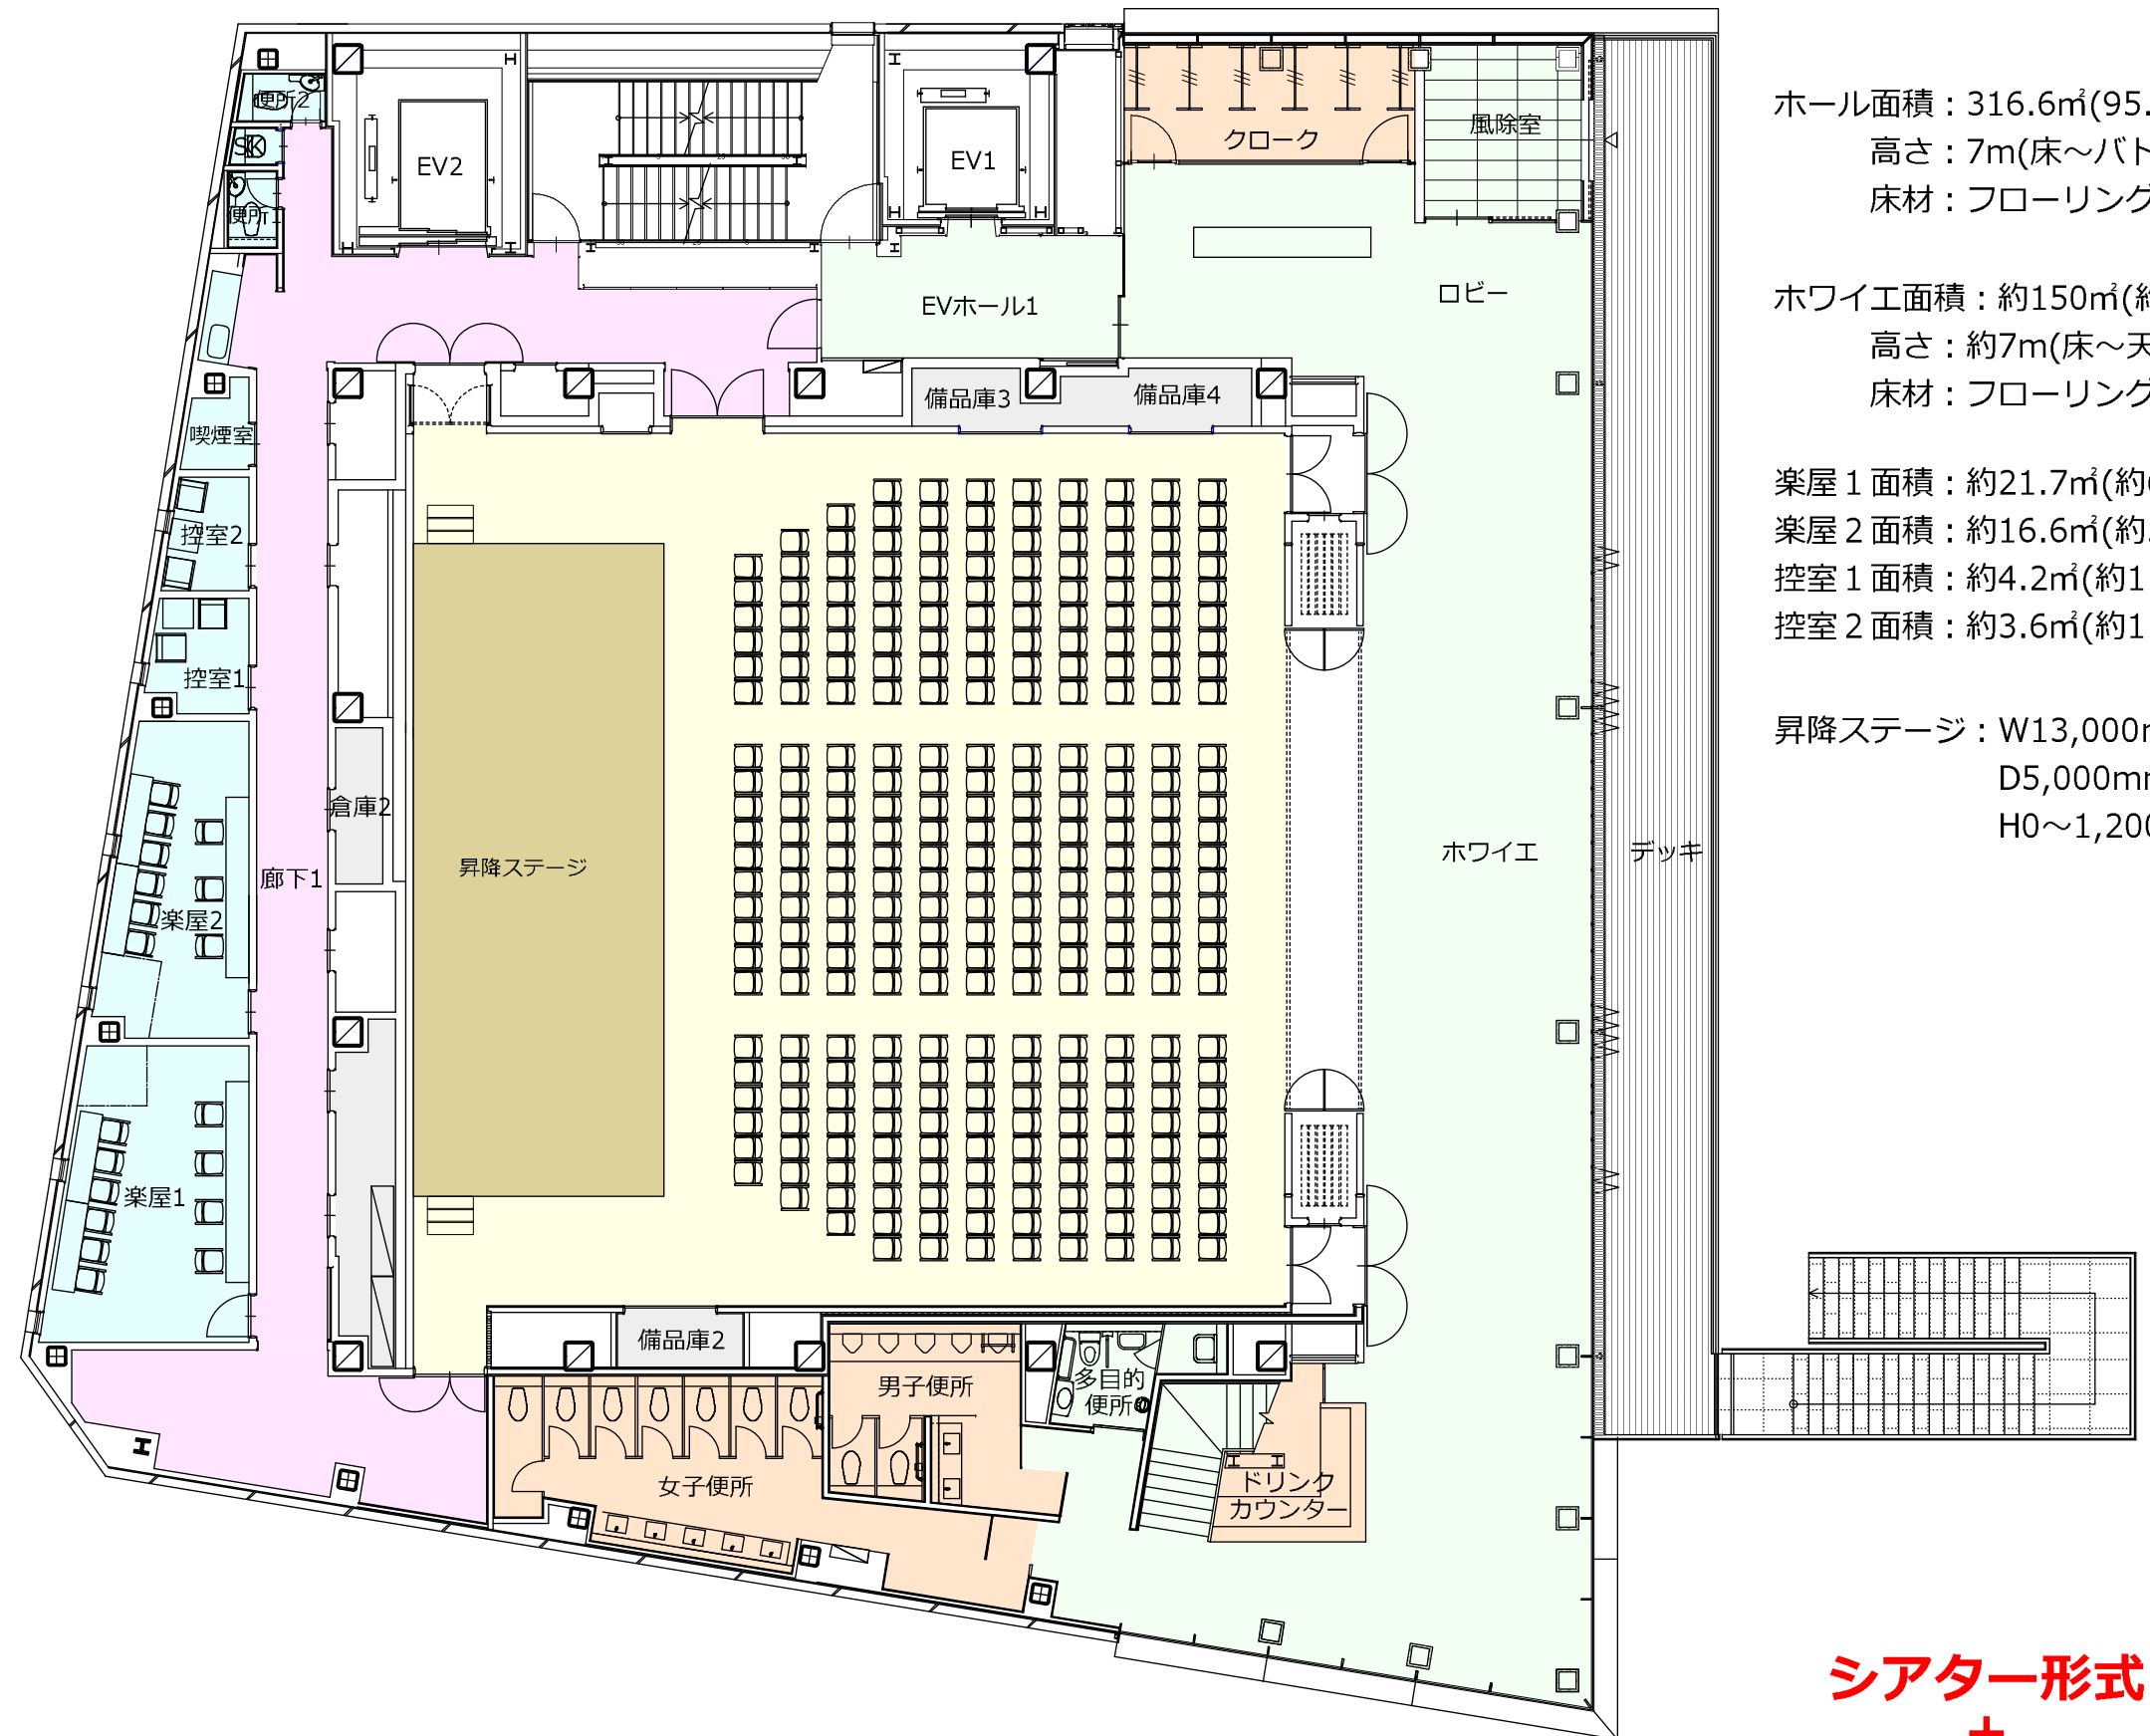 ホール面積：316.6㎡(95.
高さ：7m(床～バト
床材：フローリング
ホワイエ面積：約150㎡(約
高さ：約7m(床～天
床材：フローリング
楽屋１面積：約21.7㎡(約6
楽屋２面積：約16.6㎡(約
控室１面積：約4.2㎡(約1
控室２面積：約3.6㎡(約1
昇降ステージ：W13,000m
D5,000mm
H0～1,200
便所2
SK
便所1
EV2
EV1
クローク
風除室
EVホール1
ロビー
備品庫3
備品庫4
喫煙室
控室2
控室1
倉庫2
廊下1
楽屋2
楽屋1
昇降ステージ
ホワイエ
デッキ
備品庫2
男子便所
多目的
便所
女子便所
ドリンク
カウンター
シアター形式
+